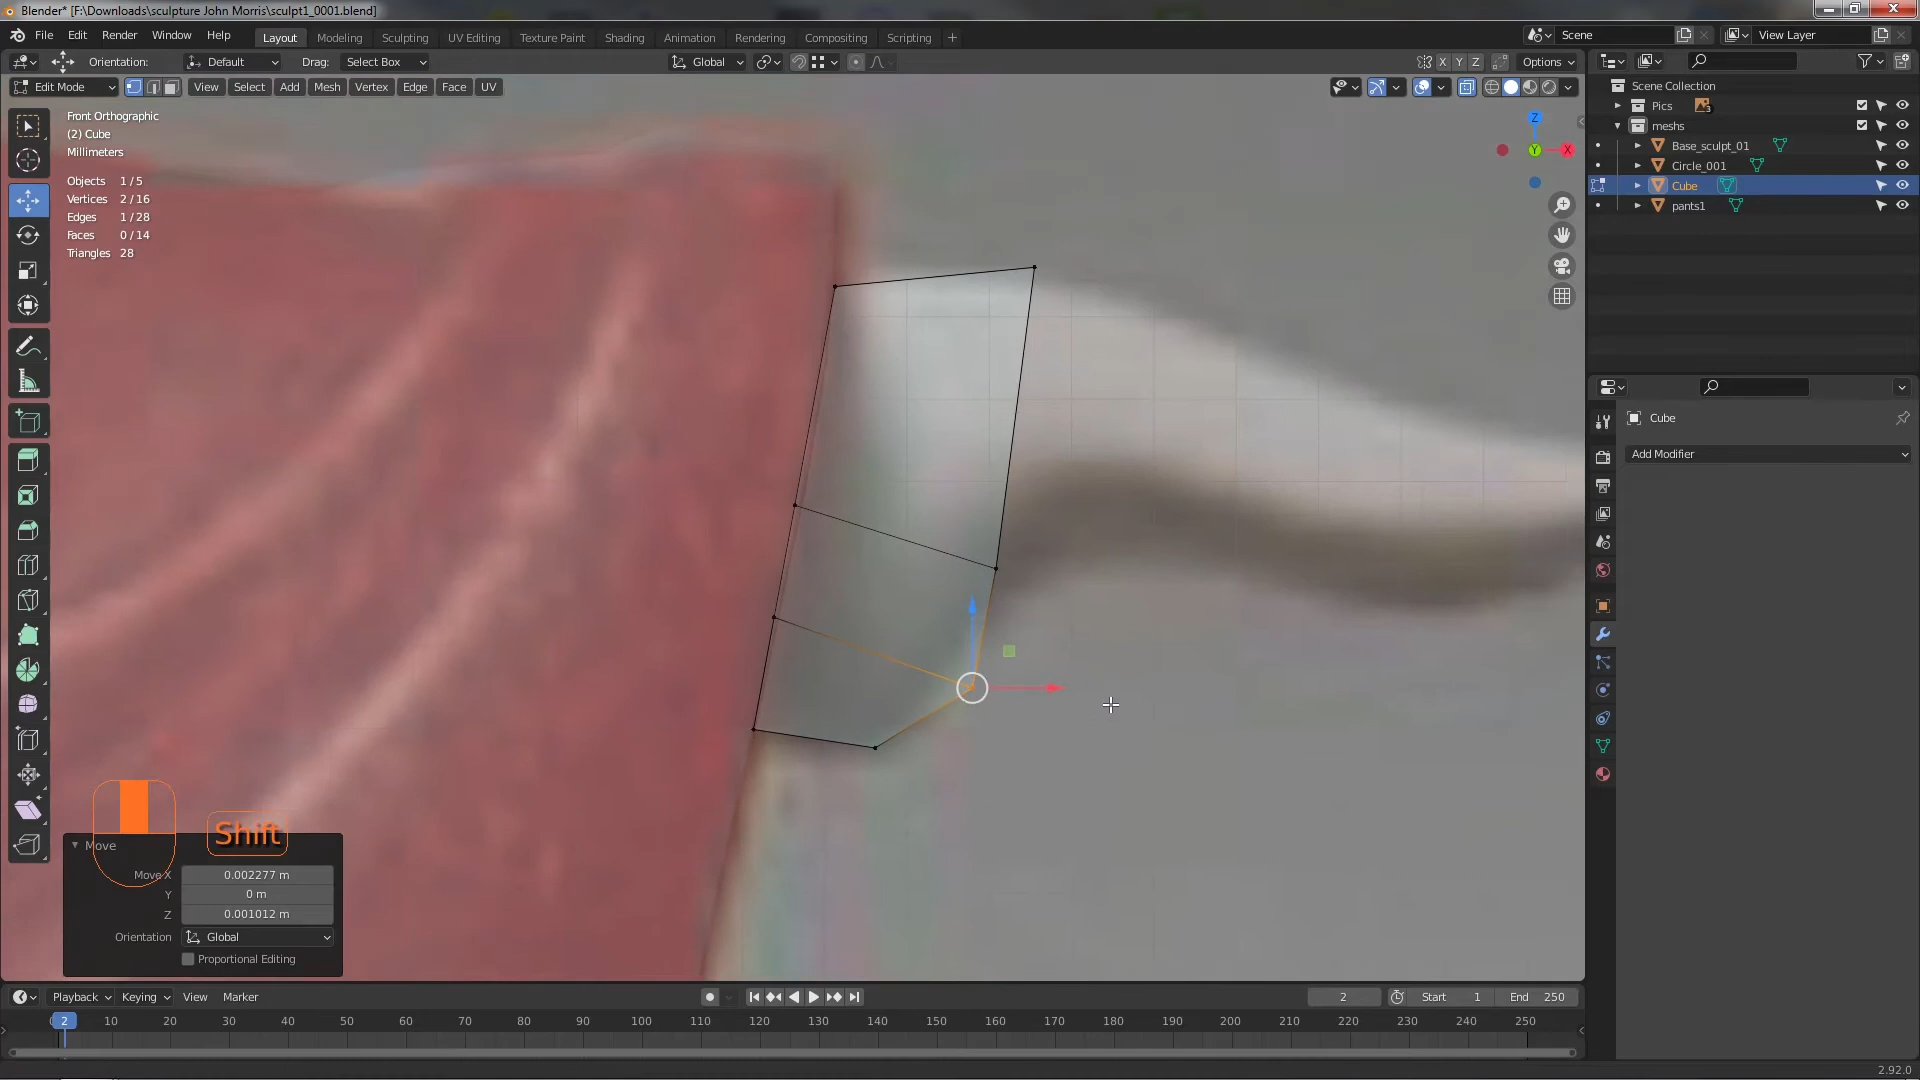 Blender* [F:\Downloads\sculpture John Morris\sculpt1_0001.blend]
File Edit Render Window Help Layout Modeling Sculpting UV Editing Texture Paint Shading Animation Rendering Compositing Scripting + Scene View Layer
Orientation: Default Drag: Select Box Global X Y Z Options
Edit Mode View Select Add Mesh Vertex Edge Face UV
Front Orthographic
(2) Cube
Millimeters
Objects 1/5
Vertices 2/16
Edges 1/28
Faces 0/14
Triangles 28
Z
Y
X
Scene Collection
Pics 3
meshs
Base_sculpt_01
Circle_001
Cube
pants1
Cube
Add Modifier
Shift
Move
Move X 0.002277 m
Y 0 m
Z 0.001012 m
Orientation Global
Proportional Editing
Playback Keying View Marker 2 Start 1 End 250
2 10 20 30 40 50 60 70 80 90 100 110 120 130 140 150 160 170 180 190 200 210 220 230 240 250
2.92.0